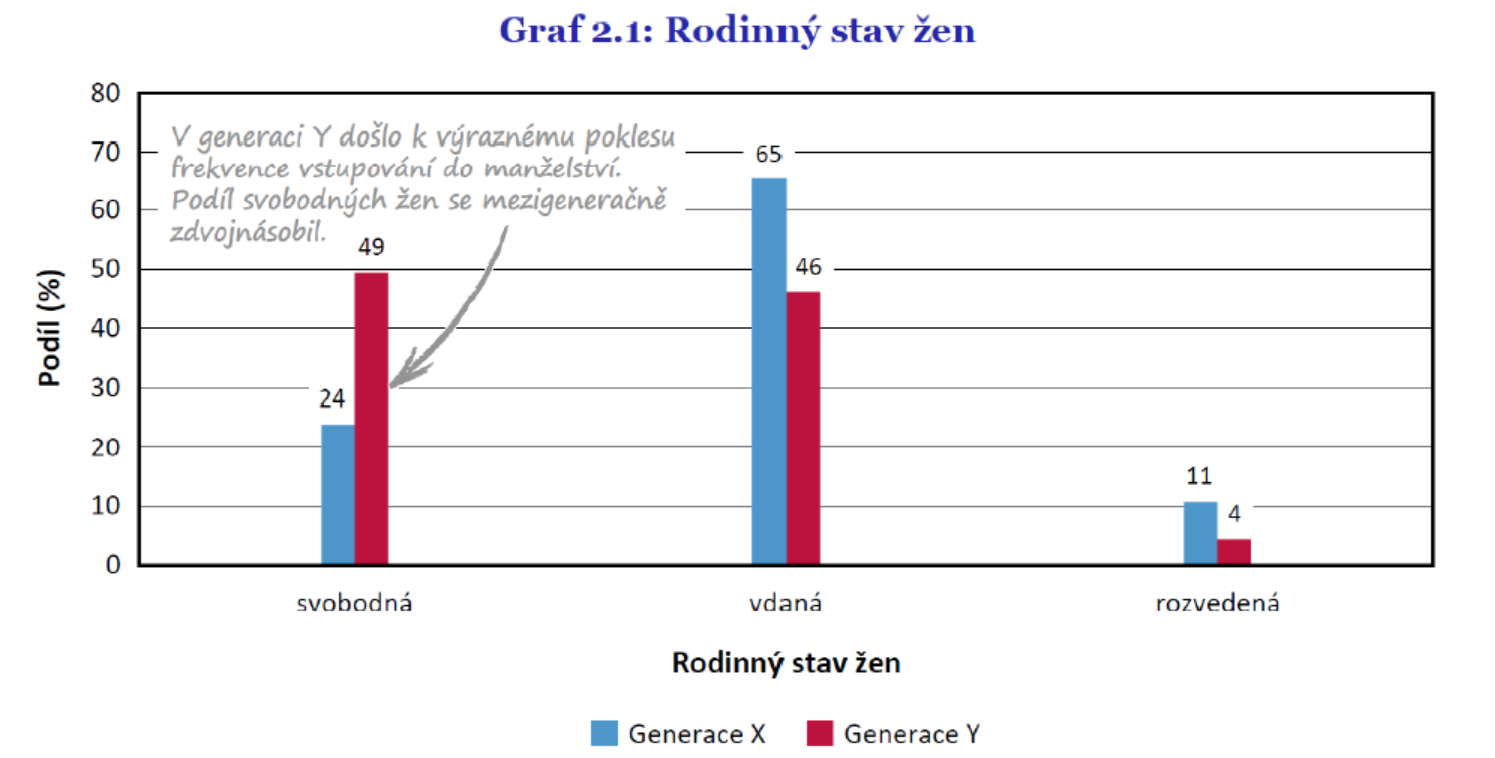 Graf 2.1: Rodinný stav žen
80
V generaci Y došlo k výraznému poklesu
frekvence vstupování do manželství.
Podíl svobodných žen se mezigeneračně
zdvojnásobil.
70
60
50
40
30
20
10
0
Podíl (%)
24
49
65
46
11
4
svobodná
vdaná
rozvedená
Rodinný stav žen
Generace X
Generace Y